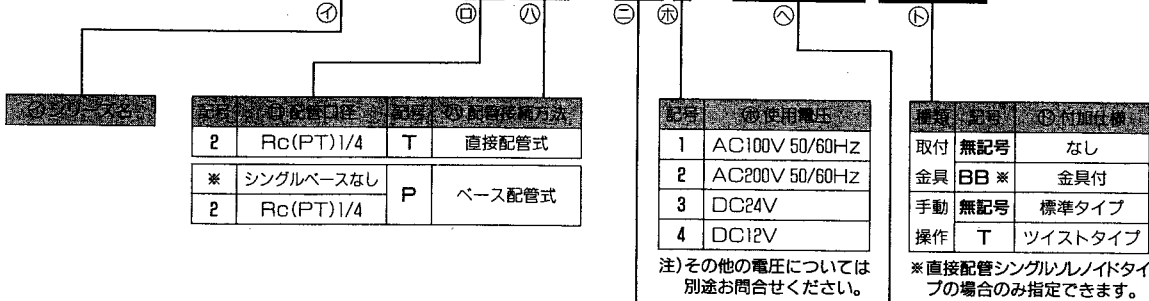 ㋑ ㋺ ㋩ ㋥ ㋭ ㋬ ㋣
㋑シリーズ名
記号 ㋺配管口径 記号 ㋩配管接続方法
2 Rc(PT)1/4 T 直接配管式
※ シングルベースなし P ベース配管式
2 Rc(PT)1/4
記号 ㋭使用電圧
1 AC100V 50/60Hz
2 AC200V 50/60Hz
3 DC24V
4 DC12V
注)その他の電圧については
別途お問合せください。
種類 記号 ㋣付加仕様
取付 無記号 なし
金具 BB※ 金具付
手動 無記号 標準タイプ
操作 T ツイストタイプ
※直接配管シングルソレノイドタイ
プの場合のみ指定できます。